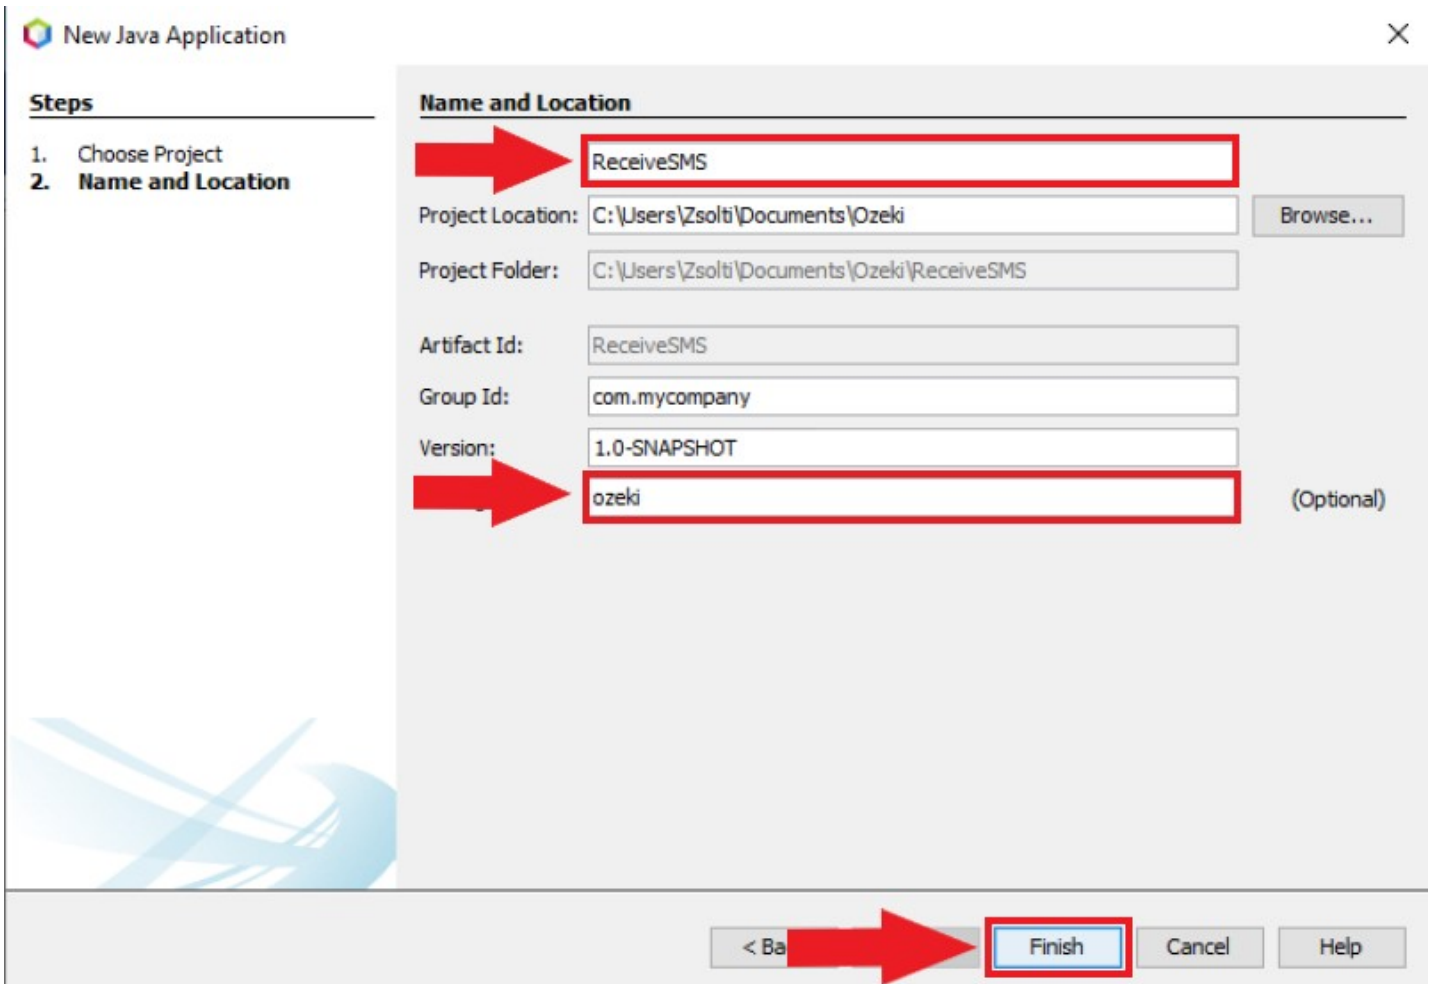 New Java Application
Steps
1. Choose Project
2. Name and Location
Name and Location
ReceiveSMS
Project Location: C:\Users\Zsolti\Documents\Ozeki Browse...
Project Folder: C:\Users\Zsolti\Documents\Ozeki\ReceiveSMS
Artifact Id: ReceiveSMS
Group Id: com.mycompany
Version: 1.0-SNAPSHOT
ozeki (Optional)
< Ba Finish Cancel Help